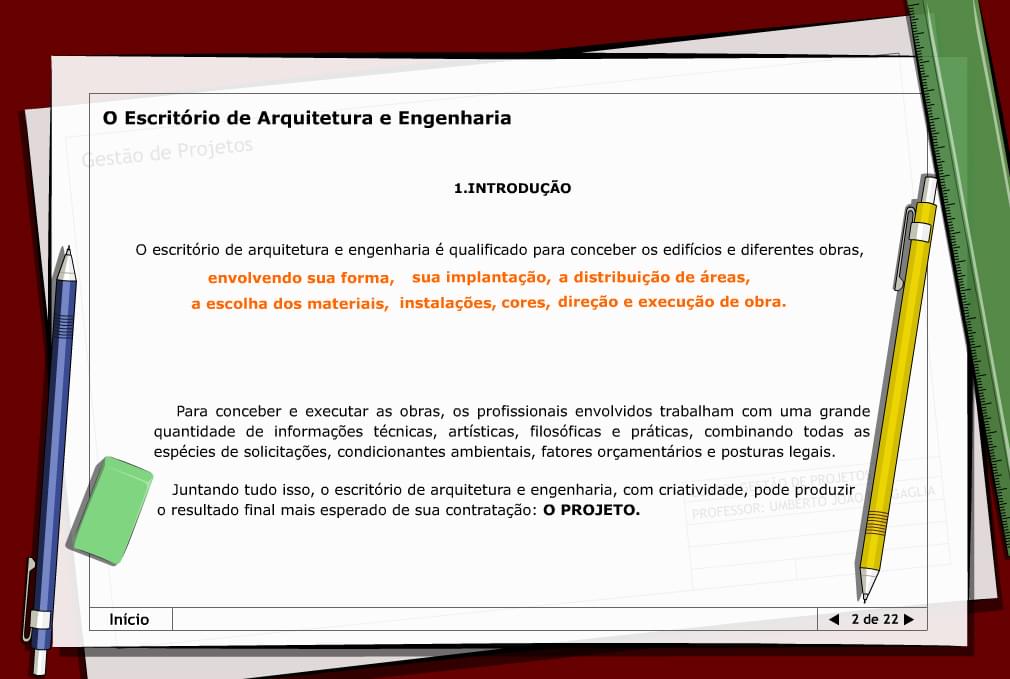 O Escritório de Arquitetura e Engenharia
Gestão de Projetos
1.INTRODUÇÃO
O escritório de arquitetura e engenharia é qualificado para conceber os edifícios e diferentes obras,
envolvendo sua forma, sua implantação, a distribuição de áreas,
a escolha dos materiais, instalações, cores, direção e execução de obra.
Para conceber e executar as obras, os profissionais envolvidos trabalham com uma grande
quantidade de informações técnicas, artísticas, filosóficas e práticas, combinando todas as
espécies de solicitações, condicionantes ambientais, fatores orçamentários e posturas legais.
Juntando tudo isso, o escritório de arquitetura e engenharia, com criatividade, pode produzir
o resultado final mais esperado de sua contratação: O PROJETO.
GESTÃO DE PROJETOS
PROFESSOR: UMBERTO
Início
2 de 22